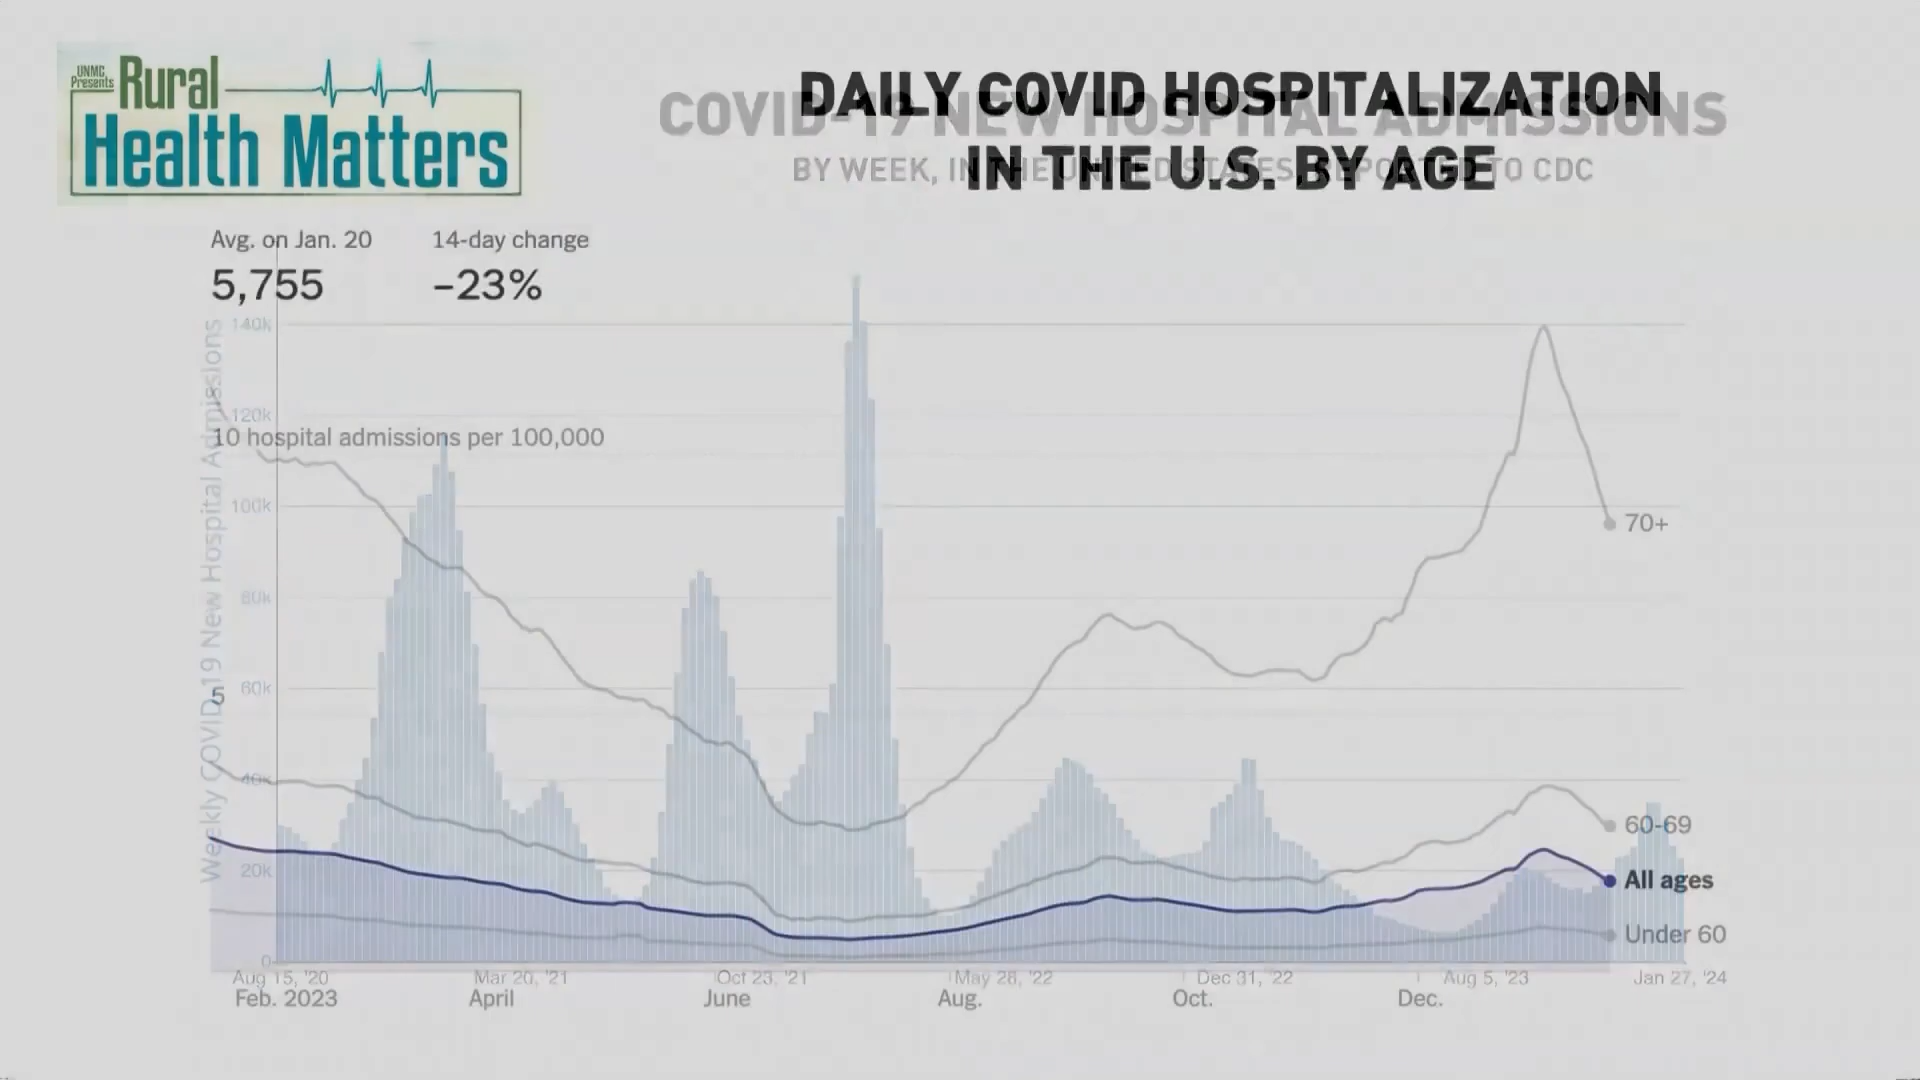 UNMC
Presents
Rural
Health Matters
DAILY COVID HOSPITALIZATION
IN THE U.S. BY AGE
COVID-19 NEW HOSPITAL ADMISSIONS
BY WEEK, IN THE UNITED STATES, REPORTED TO CDC
Avg. on Jan. 20
5,755
14-day change
–23%
Weekly COVID-19 New Hospital Admissions
140k
120k
10 hospital admissions per 100,000
100k
80k
5
60k
40k
20k
0
70+
60-69
All ages
Under 60
Aug 15, '20
Mar 20, '21
Oct 23, '21
May 28, '22
Dec 31, '22
Aug 5, '23
Jan 27, '24
Feb. 2023
April
June
Aug.
Oct.
Dec.